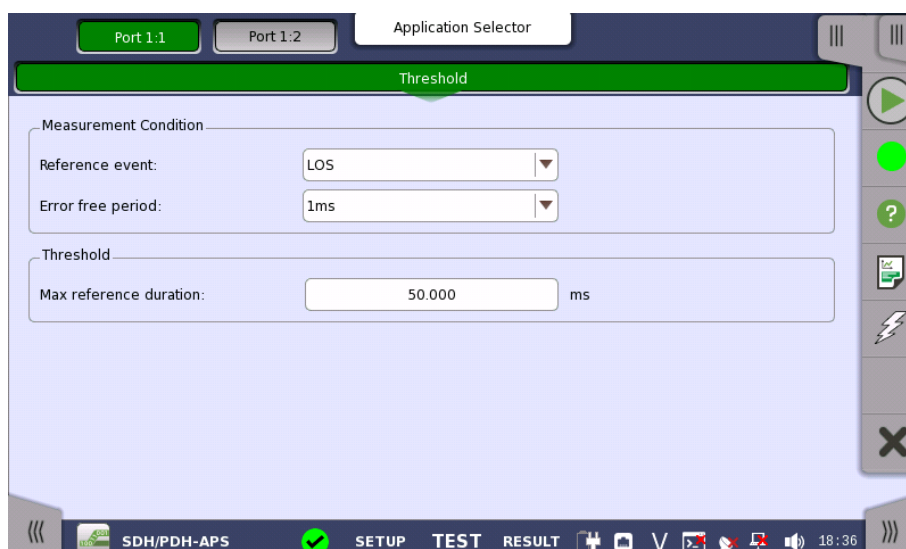 Port 1:1
Port 1:2
Application Selector
Threshold
Measurement Condition
Reference event:
LOS
Error free period:
1ms
Threshold
Max reference duration:
50.000
ms
SDH/PDH-APS
SETUP
TEST
RESULT
V
18:36